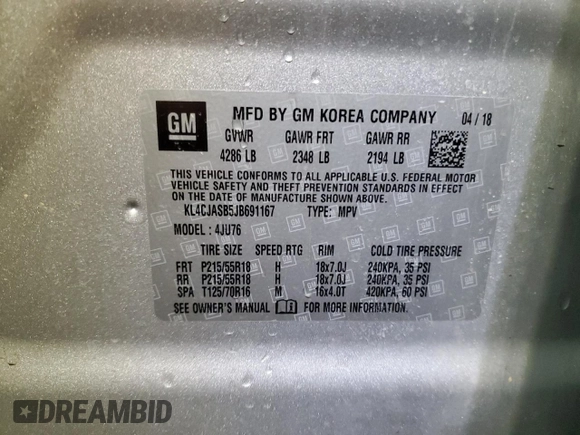 GM
MFD BY GM KOREA COMPANY 04 / 18
GVWR GAWR FRT GAWR RR
4286 LB 2348 LB 2194 LB
THIS VEHICLE CONFORMS TO ALL APPLICABLE U.S. FEDERAL MOTOR
VEHICLE SAFETY AND THEFT PREVENTION STANDARDS IN EFFECT
ON THE DATE OF MANUFACTURE SHOWN ABOVE.
KL4CJASB5JB691167 TYPE: MPV
MODEL : 4JU76
TIRE SIZE SPEED RTG RIM COLD TIRE PRESSURE
FRT P215/55R18 H 18x7.0J 240KPA, 35 PSI
RR P215/55R18 H 18x7.0J 240KPA, 35 PSI
SPA T125/70R16 M 16x4.0T 420KPA, 60 PSI
SEE OWNER'S MANUAL FOR MORE INFORMATION.
DREAMBID